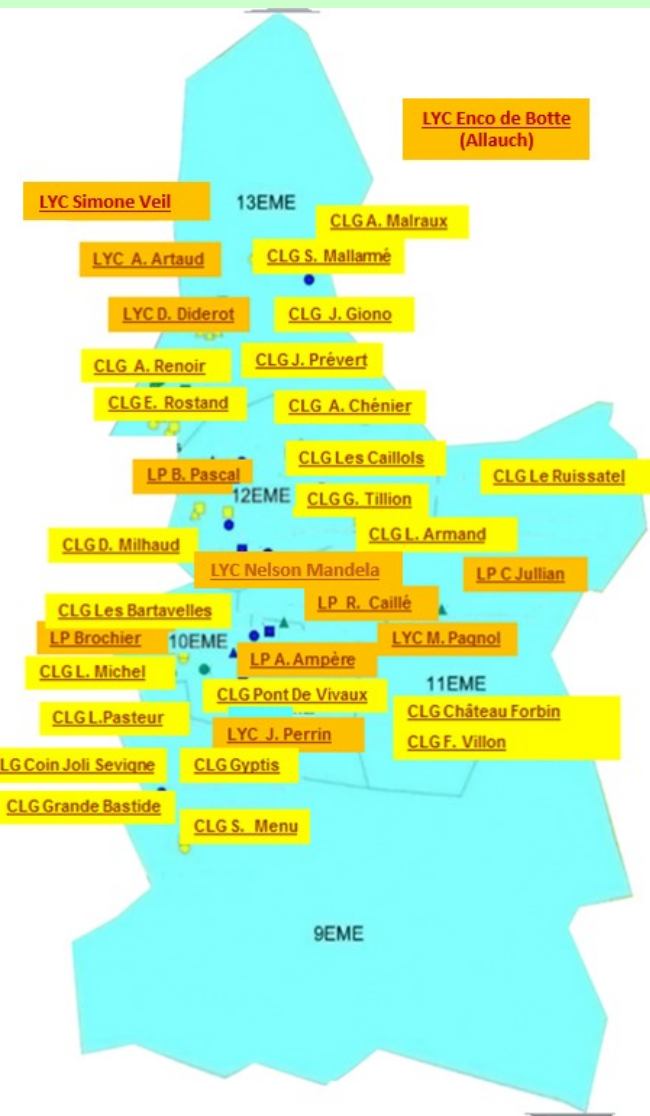 LYC Enco de Botte
(Allauch)
LYC Simone Veil
13EME
CLG A. Malraux
LYC A. Artaud
CLG S. Mallarmé
LYC D. Diderot
CLG J. Giono
CLG A. Renoir
CLG J. Prévert
CLG E. Rostand
CLG A. Chénier
CLG Les Caillols
LP B. Pascal
CLG Le Ruissatel
12EME
CLG G. Tillion
CLG L. Armand
CLG D. Milhaud
LYC Nelson Mandela
LP C Jullian
LP R. Caillé
CLG Les Bartavelles
LP Brochier
10EME
LYC M. Pagnol
LP A. Ampère
CLG L. Michel
11EME
CLG Pont De Vivaux
CLG Château Forbin
CLG L.Pasteur
LYC J. Perrin
CLG F. Villon
LG Coin Joli Sevigne
CLG Gyptis
CLG Grande Bastide
CLG S. Menu
9EME